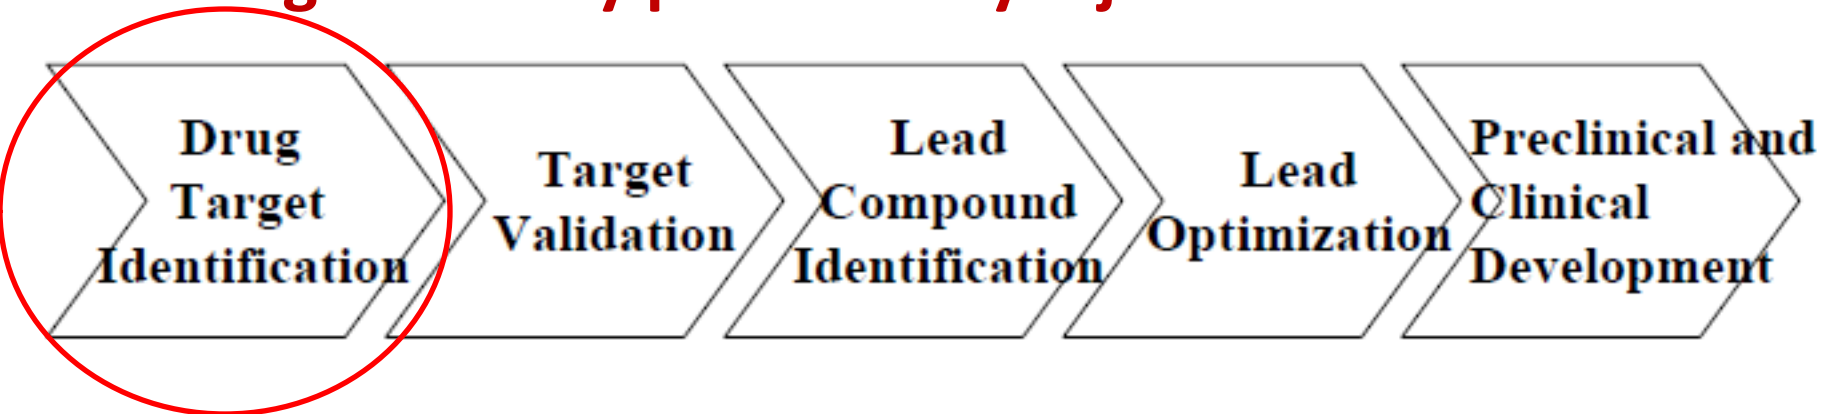 Drug
Target
Identification
Target
Validation
Lead
Compound
Identification
Lead
Optimization
Preclinical and
Clinical
Development